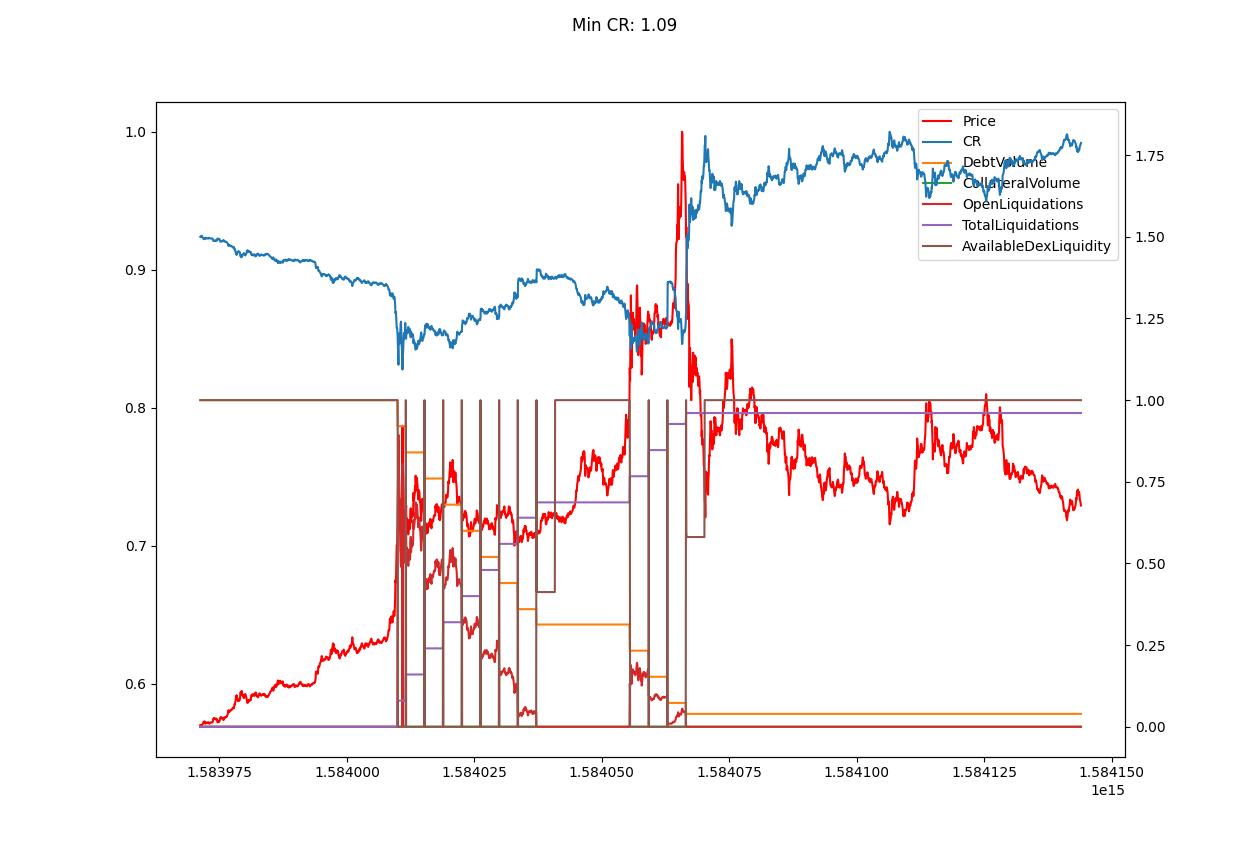 Min CR: 1.09
1.0
0.9
0.8
0.7
0.6
Price
CR
DebtVolume
CollateralVolume
OpenLiquidations
TotalLiquidations
AvailableDexLiquidity
1.75
1.50
1.25
1.00
0.75
0.50
0.25
0.00
1.583975 1.584000 1.584025 1.584050 1.584075 1.584100 1.584125 1.584150
1e15